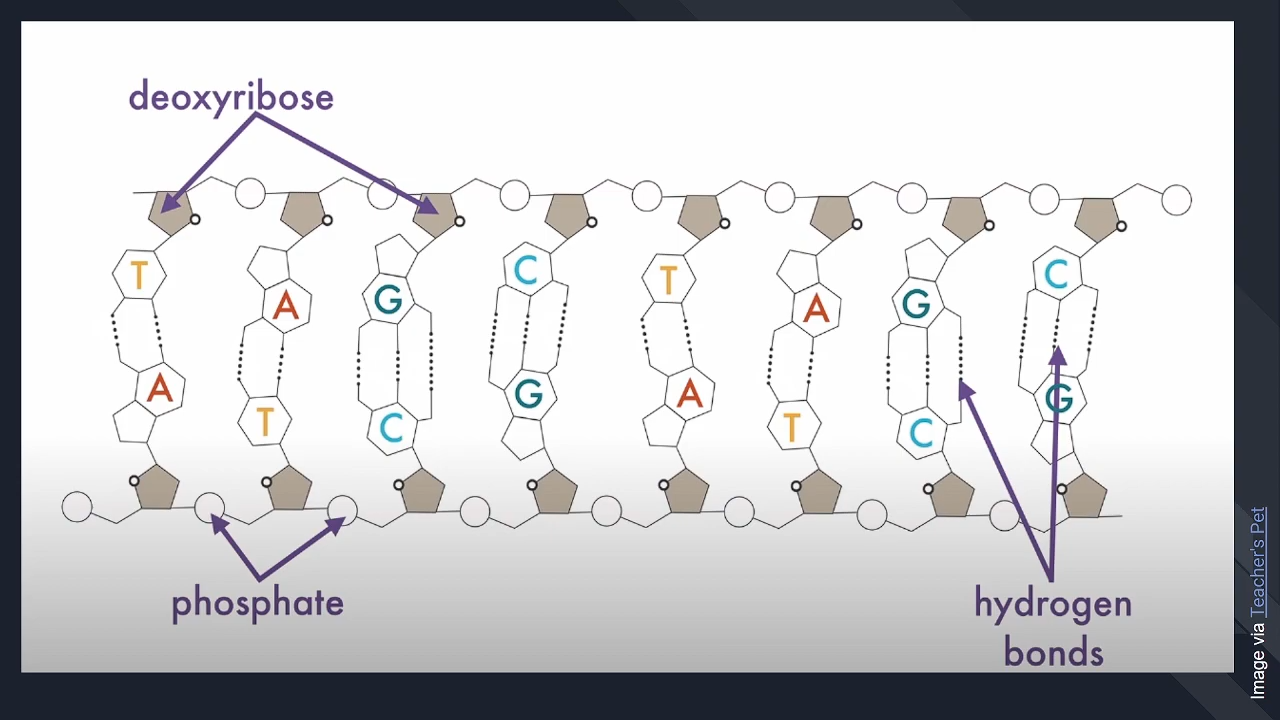 deoxyribose
T A G C T A G C
A T C G A T C G
phosphate
hydrogen
bonds
Image via Teacher's Pet